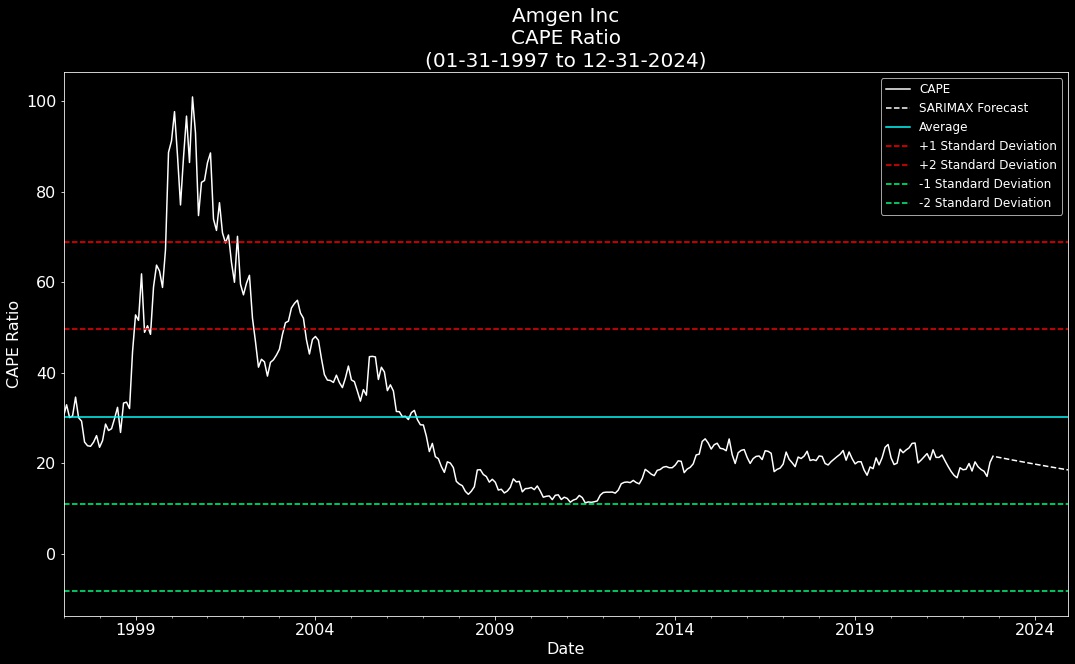 Amgen Inc
CAPE Ratio
(01-31-1997 to 12-31-2024)
CAPE
SARIMAX Forecast
Average
+1 Standard Deviation
+2 Standard Deviation
-1 Standard Deviation
-2 Standard Deviation
CAPE Ratio
100
80
60
40
20
0
1999
2004
2009
2014
2019
2024
Date